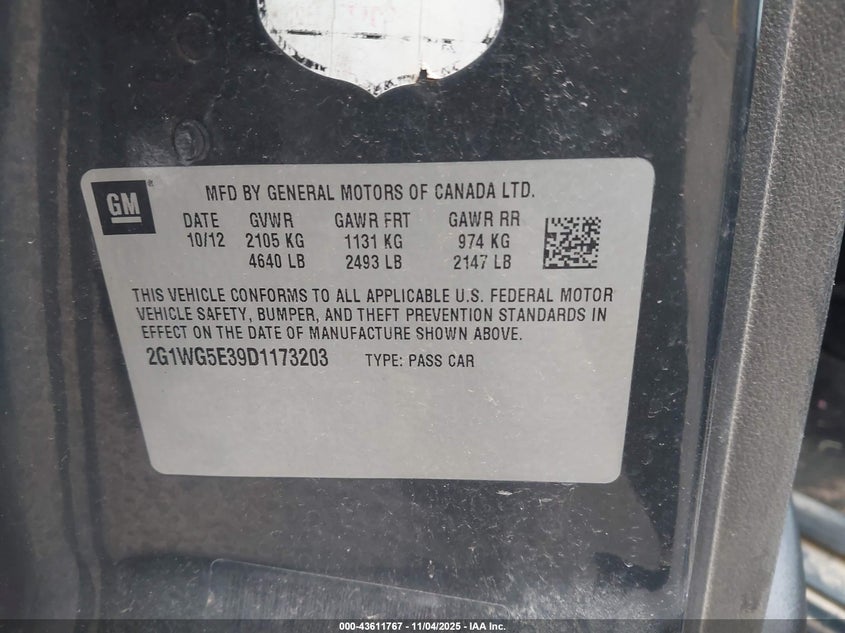 GM ®
MFD BY GENERAL MOTORS OF CANADA LTD.
DATE GVWR GAWR FRT GAWR RR
10/12 2105 KG 1131 KG 974 KG
4640 LB 2493 LB 2147 LB
THIS VEHICLE CONFORMS TO ALL APPLICABLE U.S. FEDERAL MOTOR
VEHICLE SAFETY, BUMPER, AND THEFT PREVENTION STANDARDS IN
EFFECT ON THE DATE OF MANUFACTURE SHOWN ABOVE.
2G1WG5E39D1173203 TYPE: PASS CAR
000-43611767 - 11/04/2025 - IAA Inc.